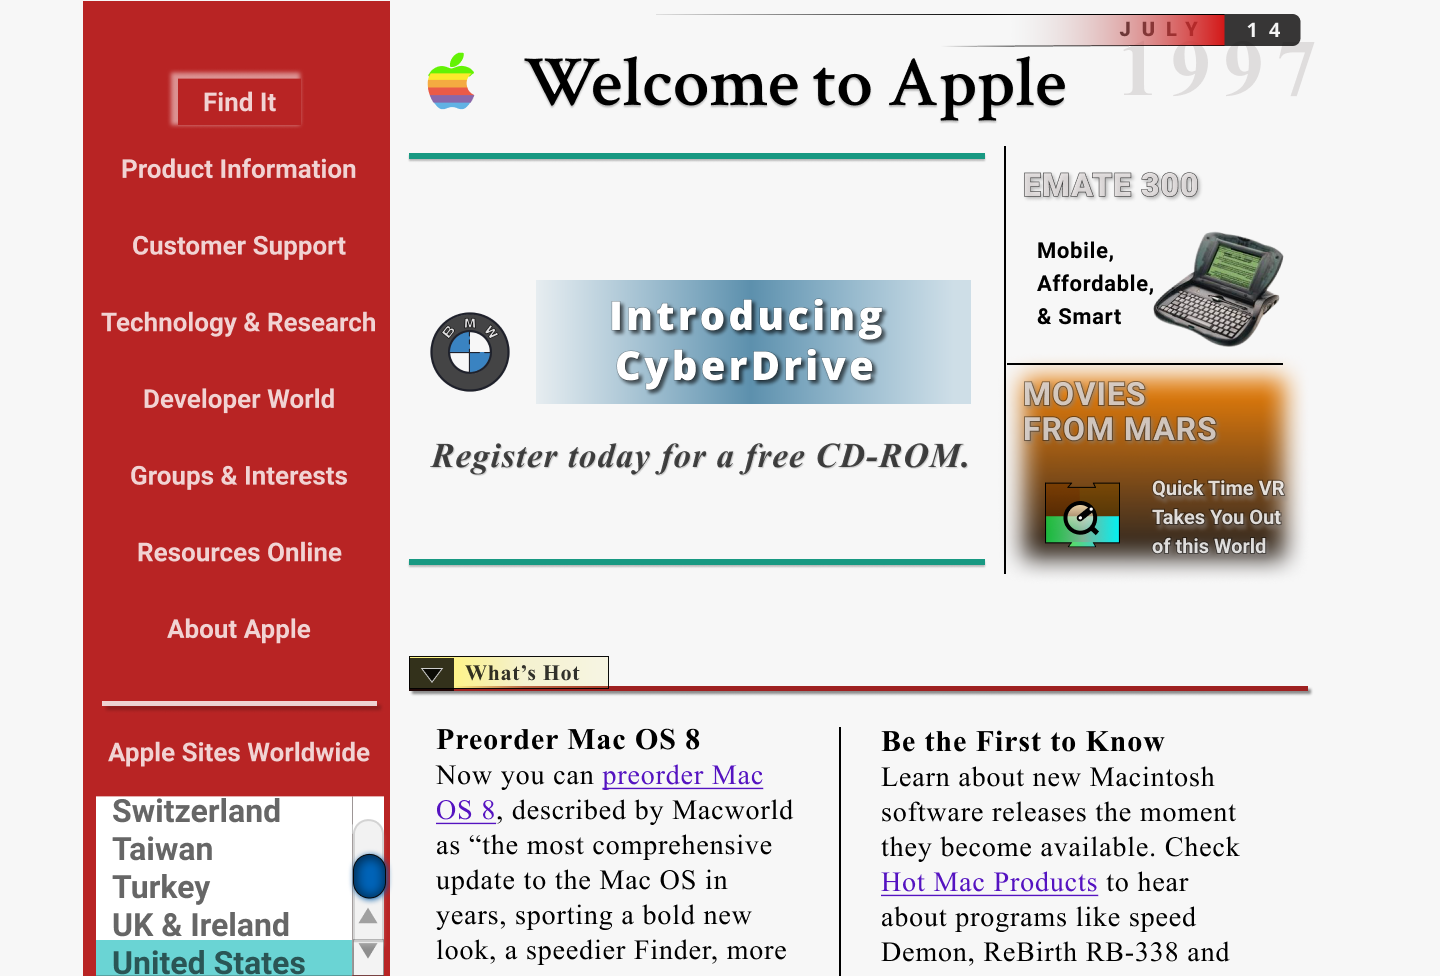 JULY 14
1997
Welcome to Apple
Find It
Product Information
Customer Support
Technology & Research
Developer World
Groups & Interests
Resources Online
About Apple
Apple Sites Worldwide
Switzerland
Taiwan
Turkey
UK & Ireland
United States
BMW
Introducing
CyberDrive
Register today for a free CD-ROM.
EMATE 300
Mobile,
Affordable,
& Smart
MOVIES
FROM MARS
Quick Time VR
Takes You Out
of this World
What’s Hot
Preorder Mac OS 8
Now you can preorder Mac
OS 8, described by Macworld
as “the most comprehensive
update to the Mac OS in
years, sporting a bold new
look, a speedier Finder, more
Be the First to Know
Learn about new Macintosh
software releases the moment
they become available. Check
Hot Mac Products to hear
about programs like speed
Demon, ReBirth RB-338 and